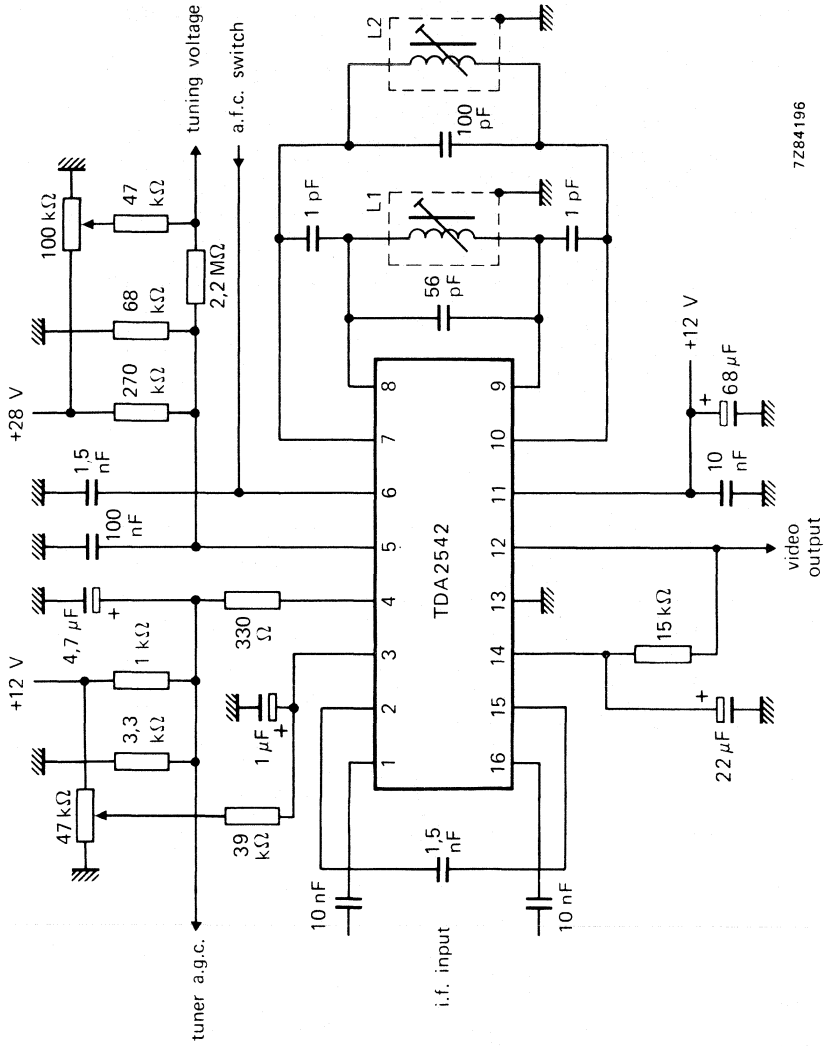 tuner a.g.c.
47 kΩ
+12 V
3,3
kΩ
1 kΩ
4,7 µF
+
100
nF
1,5
nF
+28 V
270
kΩ
68
kΩ
100 kΩ
47
kΩ
2,2 MΩ
tuning voltage
a.f.c. switch
39
kΩ
1 µF
+
330
Ω
i.f. input
10 nF
10 nF
1,5
nF
1
2
3
4
5
6
7
8
TDA2542
16
15
14
13
12
11
10
9
1 pF
56
pF
L1
1 pF
100
pF
L2
22 µF
+
15 kΩ
video
output
10
nF
+
68 µF
+12 V
7Z84196